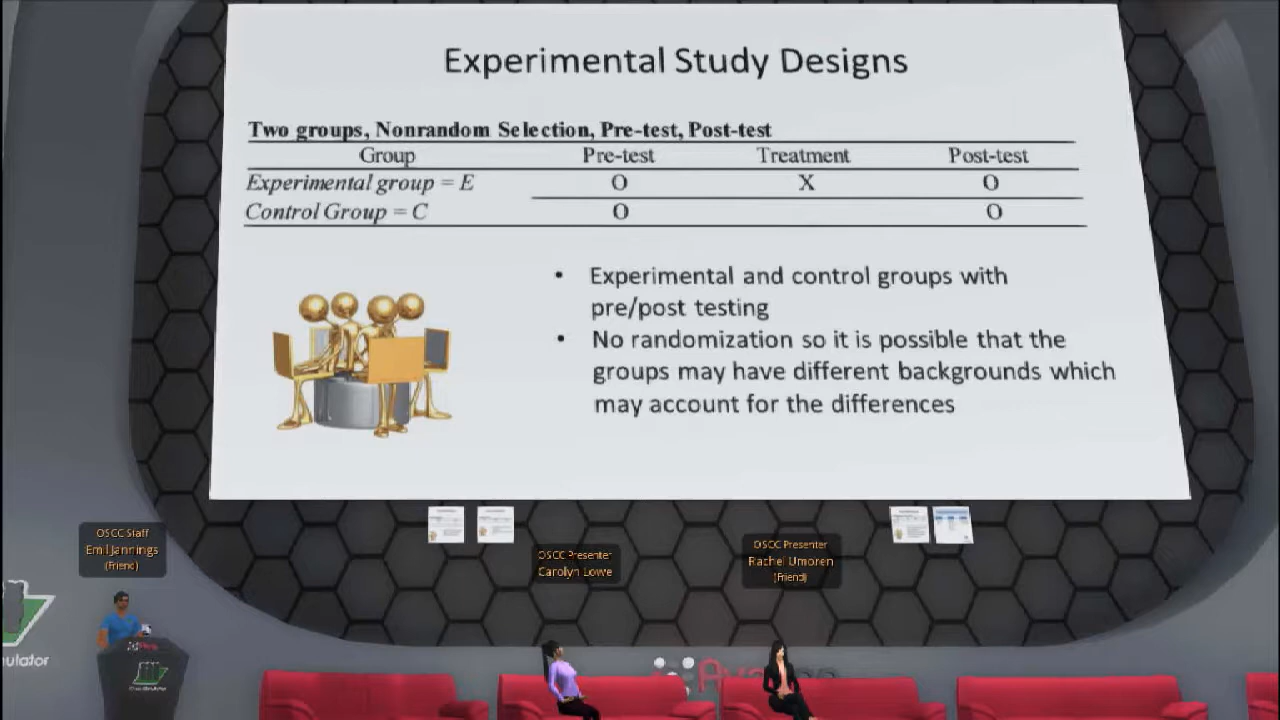 Experimental Study Designs
Two groups, Nonrandom Selection, Pre-test, Post-test
Group Pre-test Treatment Post-test
Experimental group = E O X O
Control Group = C O O
• Experimental and control groups with
pre/post testing
• No randomization so it is possible that the
groups may have different backgrounds which
may account for the differences
OSCC Staff
Emil Jannings
(Friend)
OSCC Presenter
Carolyn Lowe
OSCC Presenter
Rachel Umoren
(Friend)